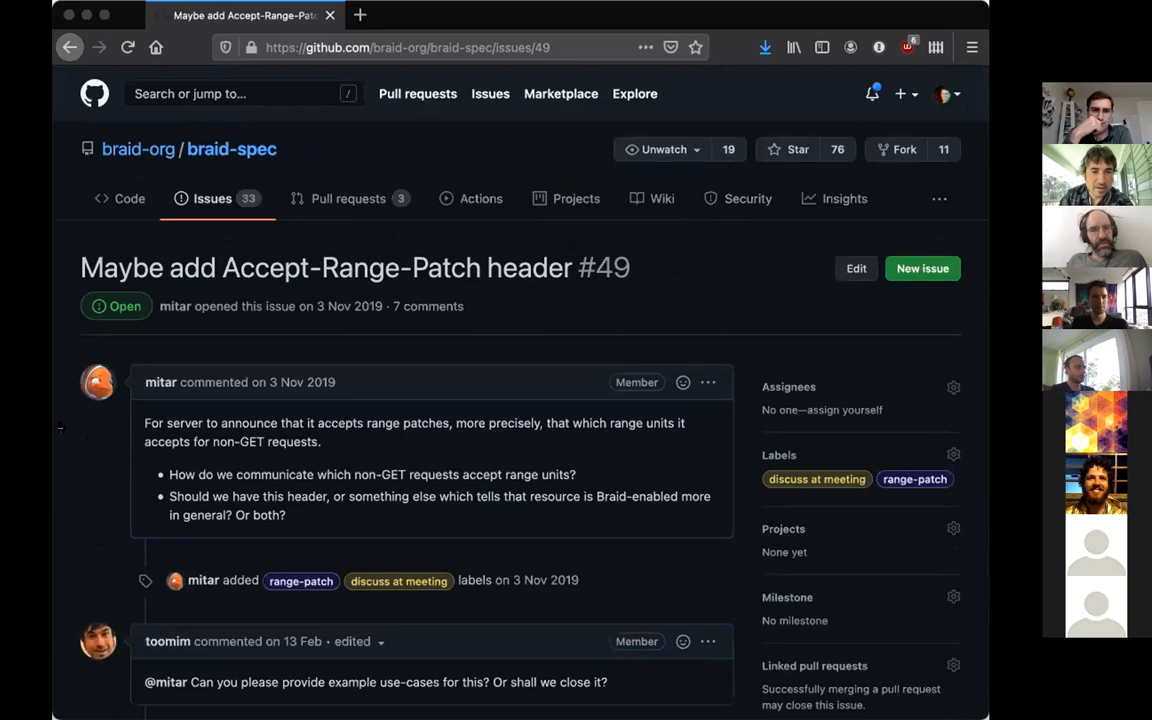 Maybe add Accept-Range-Patc
https://github.com/braid-org/braid-spec/issues/49
6
Search or jump to...
/
Pull requests
Issues
Marketplace
Explore
braid-org / braid-spec
Unwatch
19
Star
76
Fork
11
Code
Issues 33
Pull requests 3
Actions
Projects
Wiki
Security
Insights
Maybe add Accept-Range-Patch header #49
Edit
New issue
Open
mitar opened this issue on 3 Nov 2019 · 7 comments
mitar commented on 3 Nov 2019
Member
For server to announce that it accepts range patches, more precisely, that which range units it
accepts for non-GET requests.
• How do we communicate which non-GET requests accept range units?
• Should we have this header, or something else which tells that resource is Braid-enabled more
in general? Or both?
mitar added range-patch discuss at meeting labels on 3 Nov 2019
toomim commented on 13 Feb • edited
Member
@mitar Can you please provide example use-cases for this? Or shall we close it?
Assignees
No one—assign yourself
Labels
discuss at meeting
range-patch
Projects
None yet
Milestone
No milestone
Linked pull requests
Successfully merging a pull request
may close this issue.